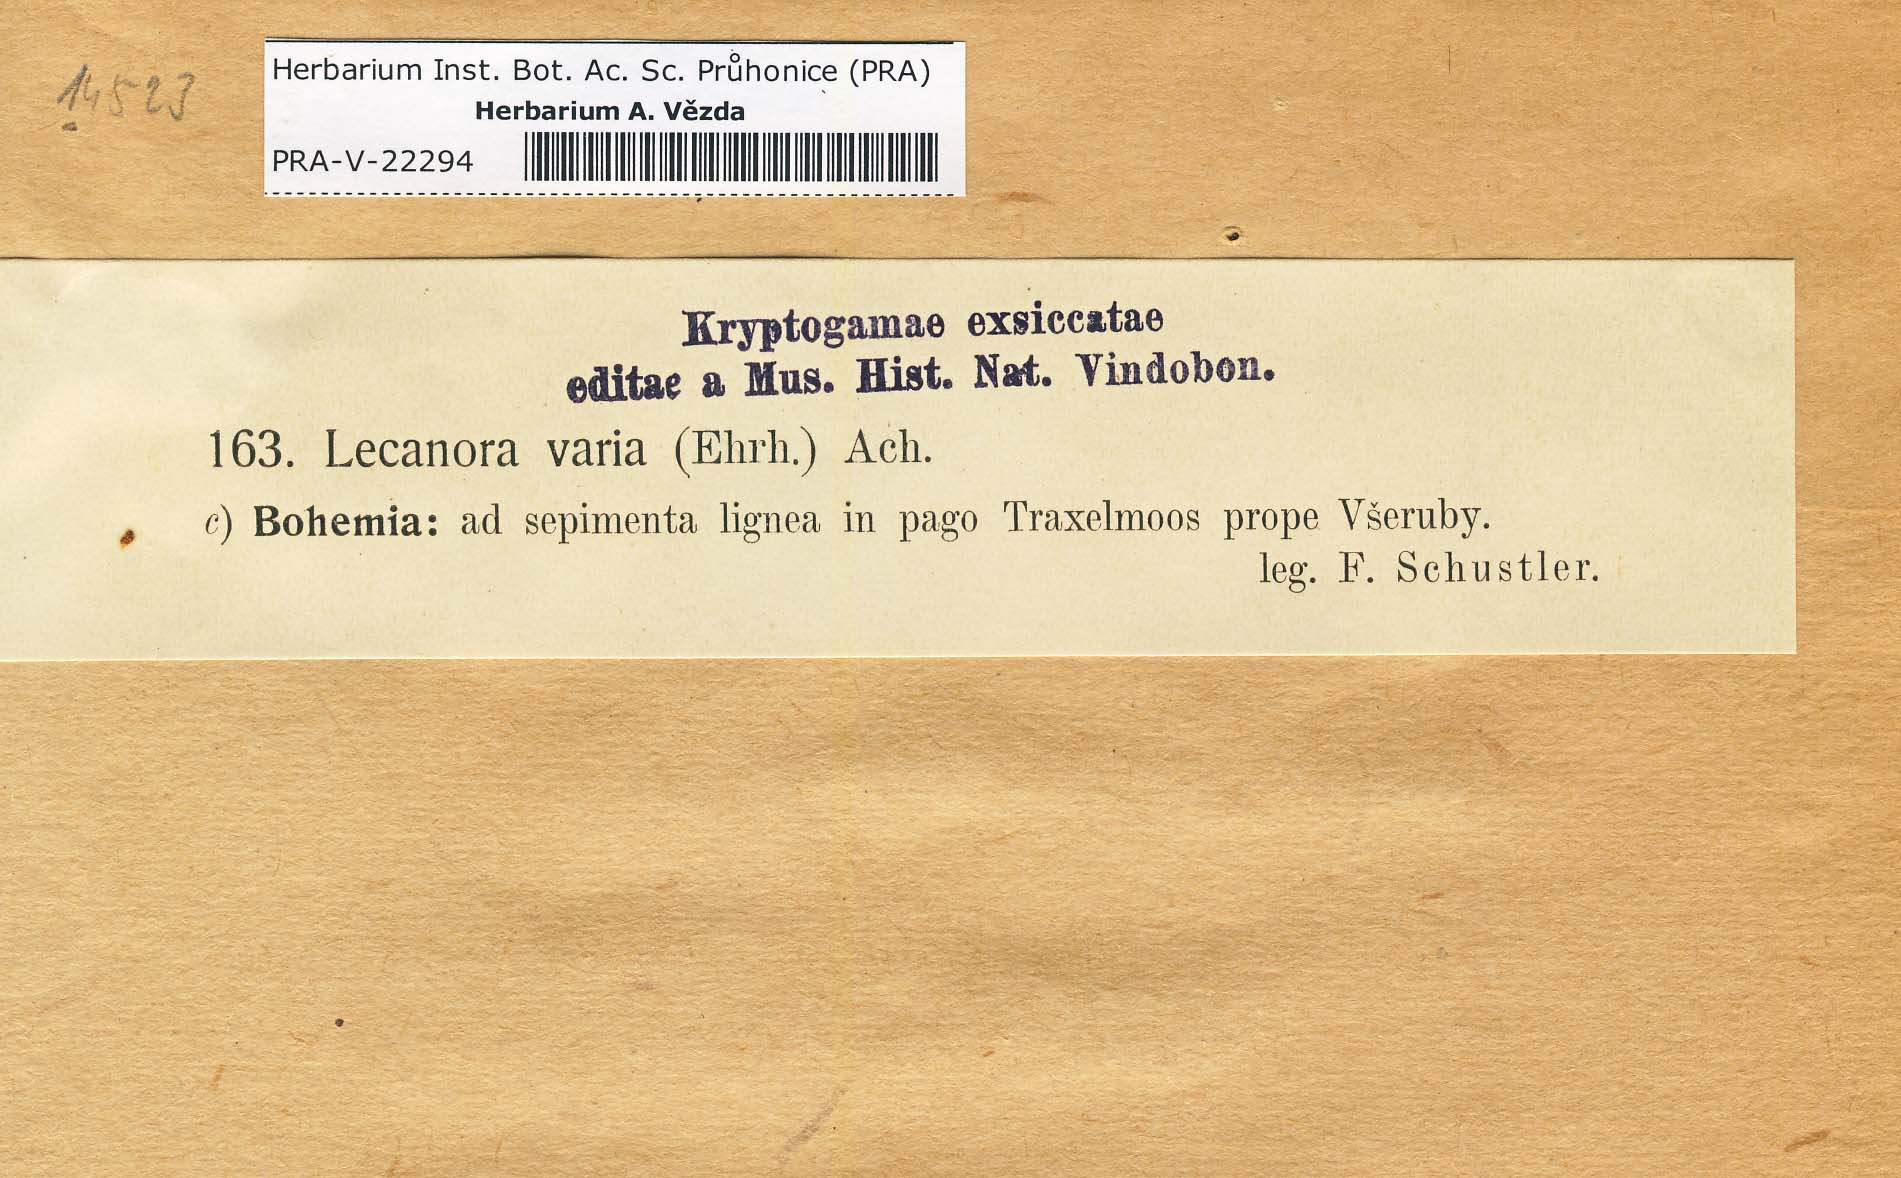 14523
Herbarium Inst. Bot. Ac. Sc. Průhonice (PRA)
Herbarium A. Vězda
PRA-V-22294
Kryptogamae exsiccatae
editae a Mus. Hist. Nat. Vindobon.
163. Lecanora varia (Ehrh.) Ach.
c) Bohemia: ad sepimenta lignea in pago Traxelmoos prope Všeruby.
leg. F. Schustler.